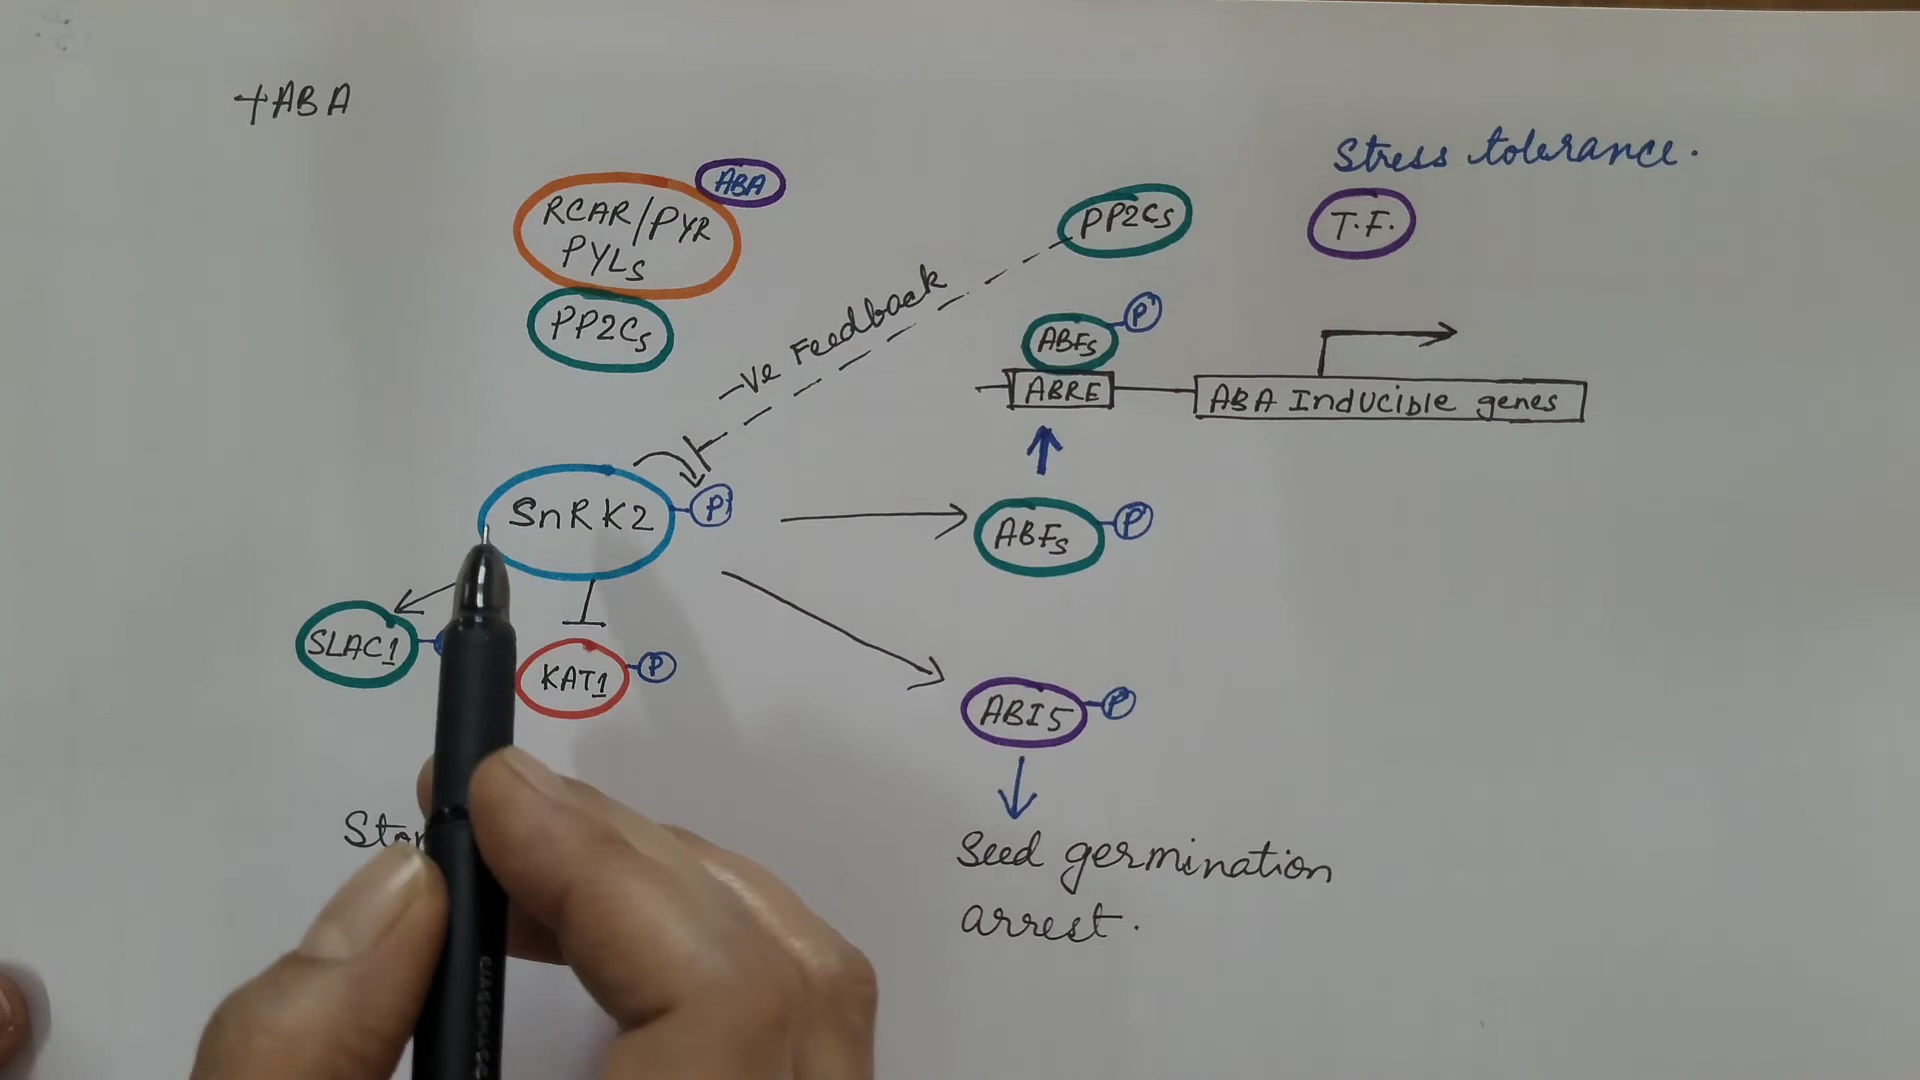 +ABA
Stress tolerance.
ABA
RCAR/PYR
PYLs
PP2Cs
PP2Cs
T.F.
-ve Feedback
ABFs
P
ABRE
ABA Inducible genes
SnRK2
P
ABFs
P
SLAC1
KAT1
P
ABI5
P
Seed germination
arrest.